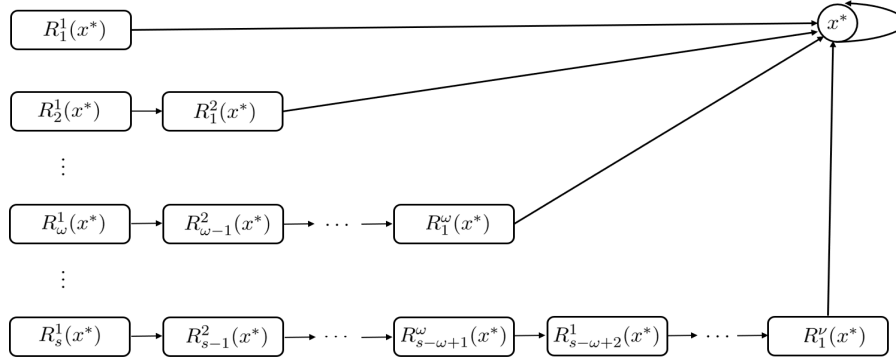 R_1^1(x^*) x^*
R_2^1(x^*) R_1^2(x^*)
⋮
R_ω^1(x^*) R_{ω−1}^2(x^*) ⋯ R_1^ω(x^*)
⋮
R_s^1(x^*) R_{s−1}^2(x^*) ⋯ R_{s−ω+1}^ω(x^*) R_{s−ω+2}^1(x^*) ⋯ R_1^ν(x^*)